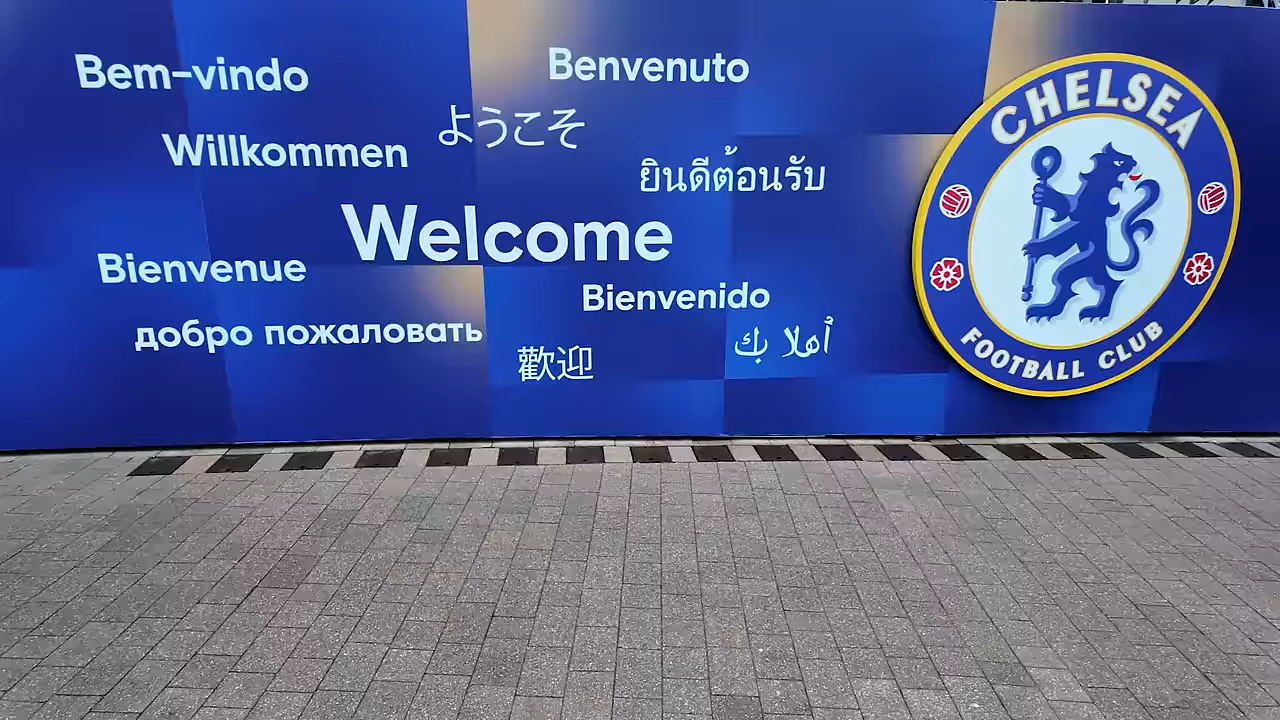 Bem-vindo
Benvenuto
ようこそ
Willkommen
ยินดีต้อนรับ
Welcome
Bienvenue
Bienvenido
добро пожаловать
歡迎
أهلا بك
CHELSEA
FOOTBALL CLUB